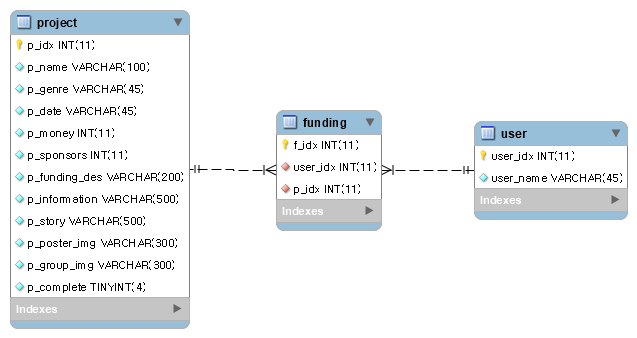 project
p_idx INT(11)
p_name VARCHAR(100)
p_genre VARCHAR(45)
p_date VARCHAR(45)
p_money INT(11)
p_sponsors INT(11)
p_funding_des VARCHAR(200)
p_information VARCHAR(500)
p_story VARCHAR(500)
p_poster_img VARCHAR(300)
p_group_img VARCHAR(300)
p_complete TINYINT(4)
Indexes
funding
f_idx INT(11)
user_idx INT(11)
p_idx INT(11)
Indexes
user
user_idx INT(11)
user_name VARCHAR(45)
Indexes